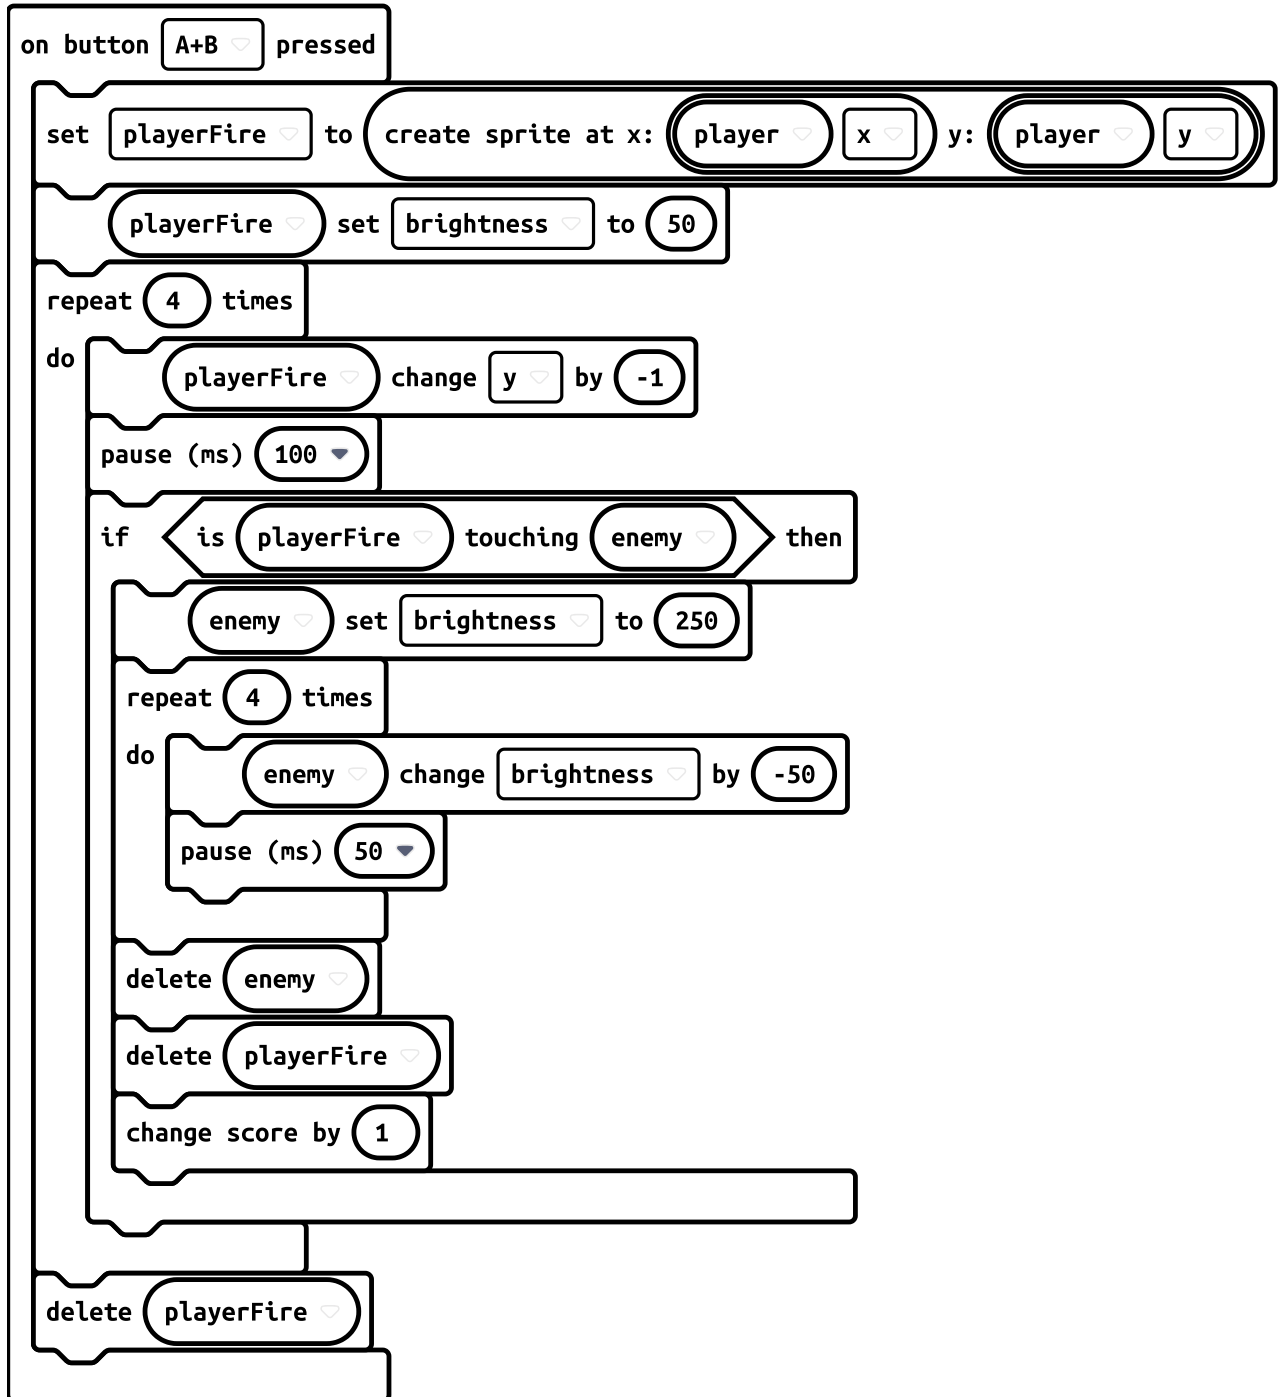 on button A+B pressed
set playerFire to create sprite at x: player x y: player y
playerFire set brightness to 50
repeat 4 times
do
playerFire change y by -1
pause (ms) 100
if is playerFire touching enemy then
enemy set brightness to 250
repeat 4 times
do
enemy change brightness by -50
pause (ms) 50
delete enemy
delete playerFire
change score by 1
delete playerFire